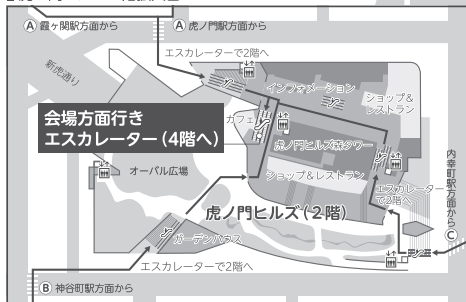 Ⓐ 霞ヶ関駅方面から
Ⓐ 虎ノ門駅方面から
エスカレーターで2階へ
新虎通り
インフォメーション
ショップ&
レストラン
会場方面行き
エスカレーター(4階へ)
カフェ
虎ノ門ヒルズ森タワー
オーバル広場
ショップ&レストラン
エスカレーター
で2階へ
内幸町駅方面から
Ⓒ
虎ノ門ヒルズ(2階)
ガーデンハウス
エスカレーターで2階へ
Ⓑ 神谷町駅方面から